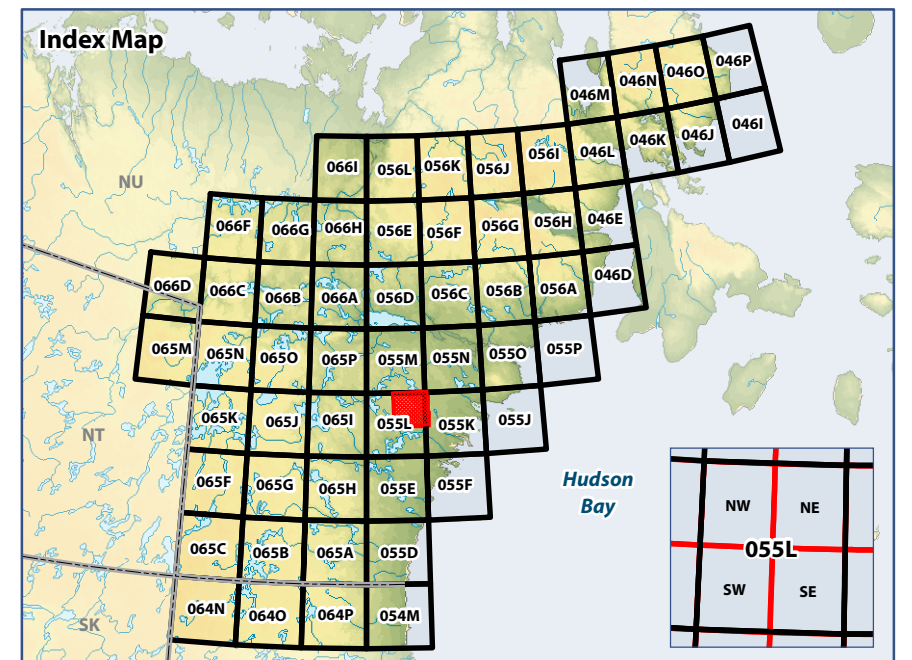 Index Map
046M 046N 046O 046P
066I 056L 056K 056J 056I 046L 046K 046J 046I
NU
066F 066G 066H 056E 056F 056G 056H 046E
066D 066C 066B 066A 056D 056C 056B 056A 046D
065M 065N 065O 065P 055M 055N 055O 055P
NT
065K 065J 065I 055L 055K 055J
065F 065G 065H 055E 055F
Hudson
Bay
065C 065B 065A 055D
064N 064O 064P 054M
SK
NW NE
055L
SW SE